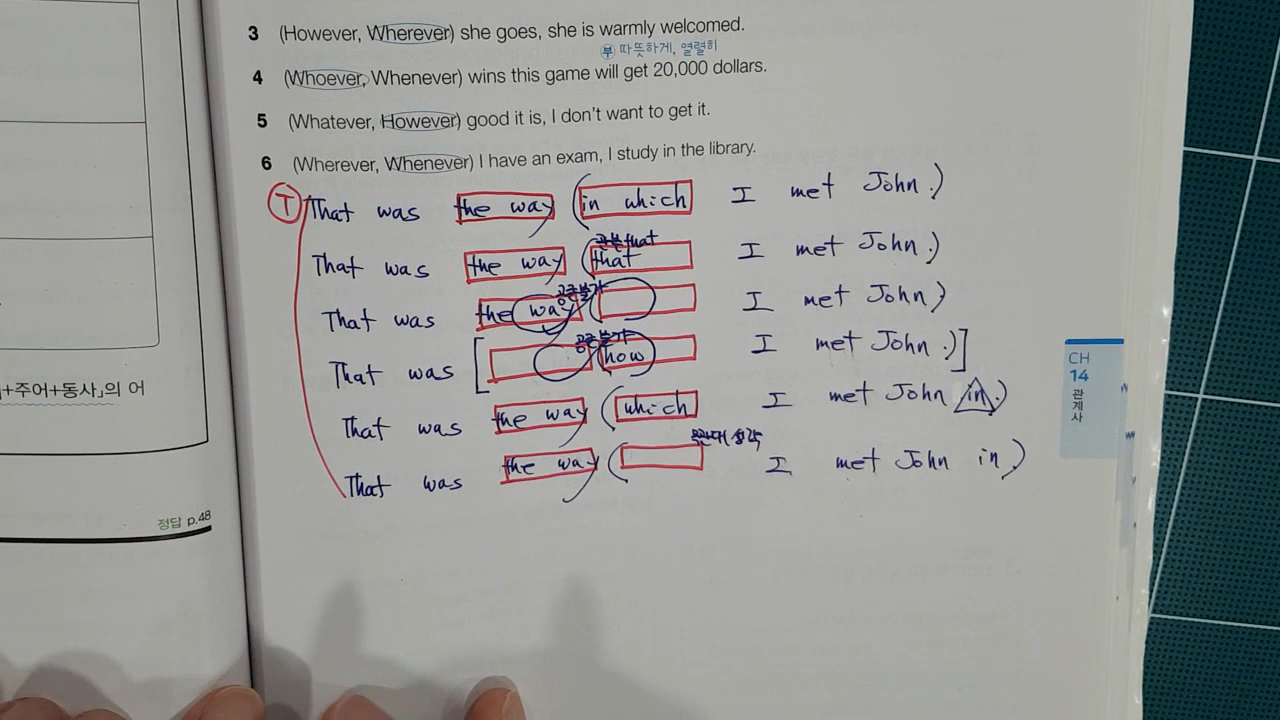 3 (However, Wherever) she goes, she is warmly welcomed.
부 따뜻하게, 열렬히
4 (Whoever, Whenever) wins this game will get 20,000 dollars.
5 (Whatever, However) good it is, I don't want to get it.
6 (Wherever, Whenever) I have an exam, I study in the library.
T That was the way (in which I met John.)
that
That was the way (that I met John.)
공존불가
That was the way ( I met John)
공존불가
That was [ (how I met John.)]
That was the way (which I met John in.)
That was the way ( I met John in.)
+주어+동사」의 어
정답 p.48
CH
14
관계사